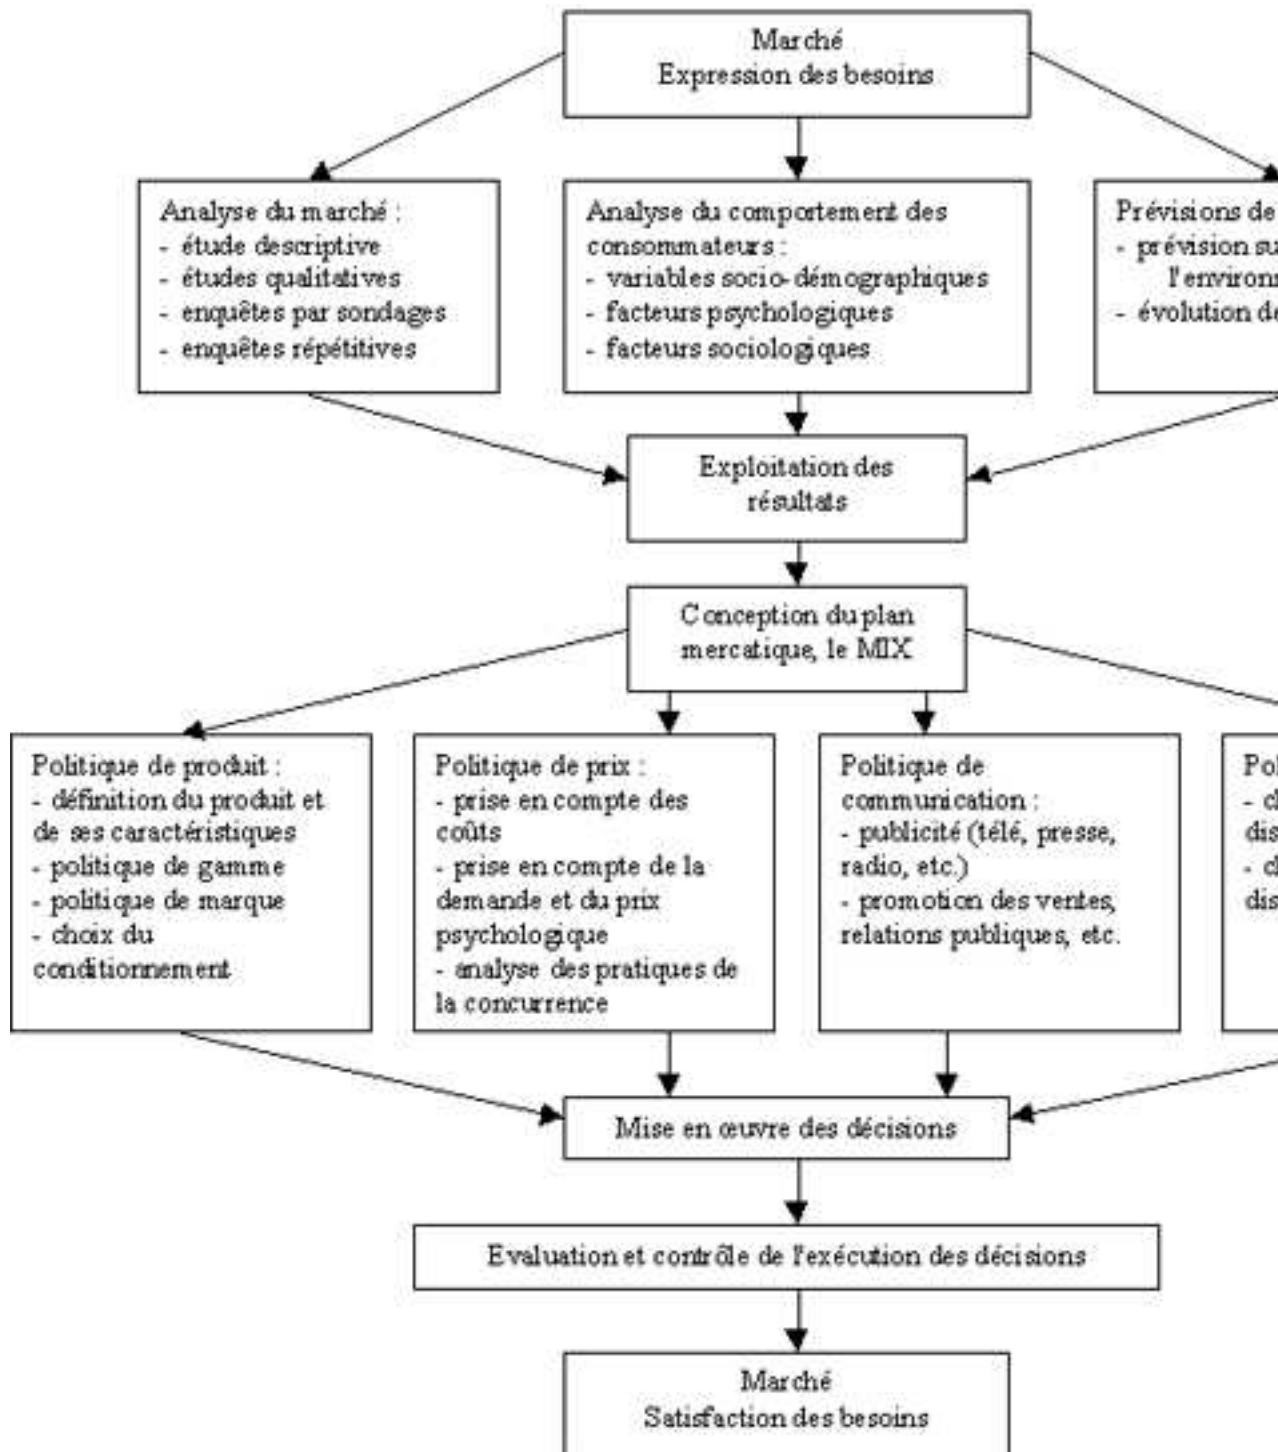 Marché
Expression des besoins
Analyse du marché :
- étude descriptive
- études qualitatives
- enquêtes par sondages
- enquêtes répétitives
Analyse du comportement des
consommateurs :
- variables socio-démographiques
- facteurs psychologiques
- facteurs sociologiques
Prévisions de
- prévision
- évolution
Exploitation des
résultats
Conception du plan
mercatique, le MIX
Politique de produit :
- définition du produit et
de ses caractéristiques
- politique de gamme
- politique de marque
- choix du
conditionnement
Politique de prix :
- prise en compte des
coûts
- prise en compte de la
demande et du prix
psychologique
- analyse des pratiques de
la concurrence
Politique de
communication :
- publicité (télé, presse,
radio, etc.)
- promotion des ventes,
relations publiques, etc.
Mise en œuvre des décisions
Evaluation et contrôle de l'exécution des décisions
Marché
Satisfaction des besoins